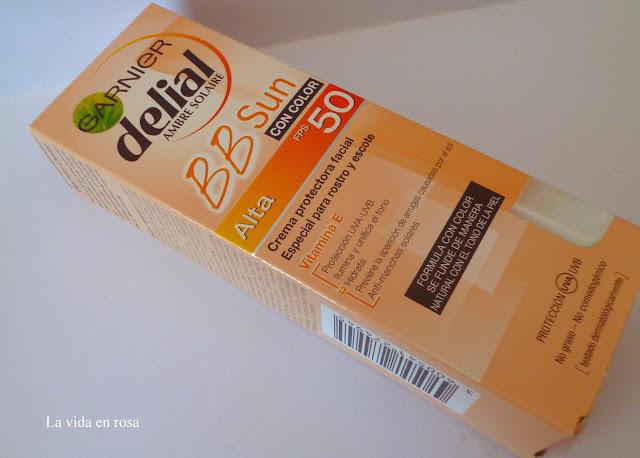 GARNIER
delial
AMBRE SOLAIRE
BB Sun
CON COLOR
Alta
FPS 50
Crema protectora facial
Especial para rostro y escote
Vitamina E
Protección UVA-UVB
Ilumina y unifica el tono
Hidrata
Previene la aparición de arrugas causadas por el sol
Anti-manchas solares
FORMULA CON COLOR
SE FUNDE DE MANERA
NATURAL CON EL TONO DE LA PIEL
PROTECCIÓN UVA UVB
No graso – No comedogénico
[testado dermatológicamente]
La vida en rosa